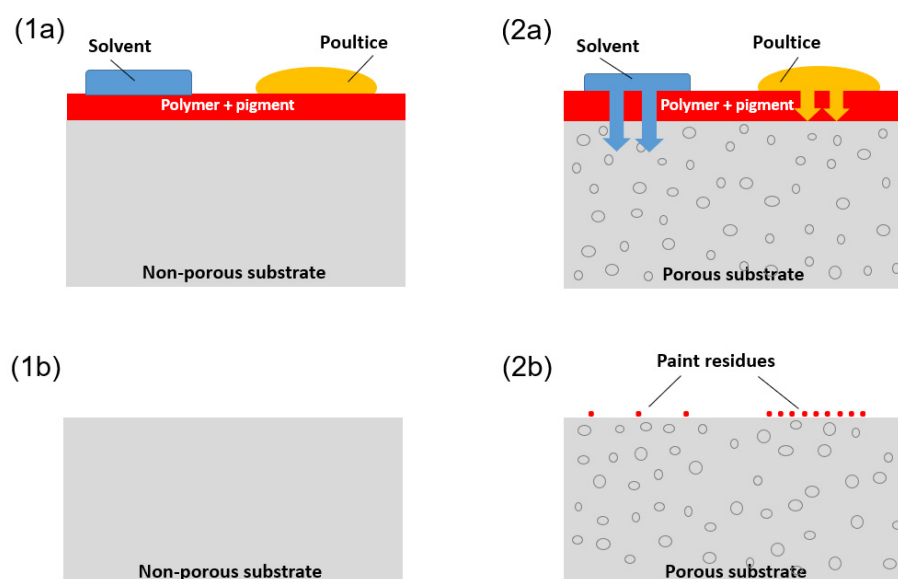 (1a)
Solvent
Poultice
Polymer + pigment
Non-porous substrate
(2a)
Solvent
Poultice
Polymer + pigment
Porous substrate
(1b)
Non-porous substrate
(2b)
Paint residues
Porous substrate